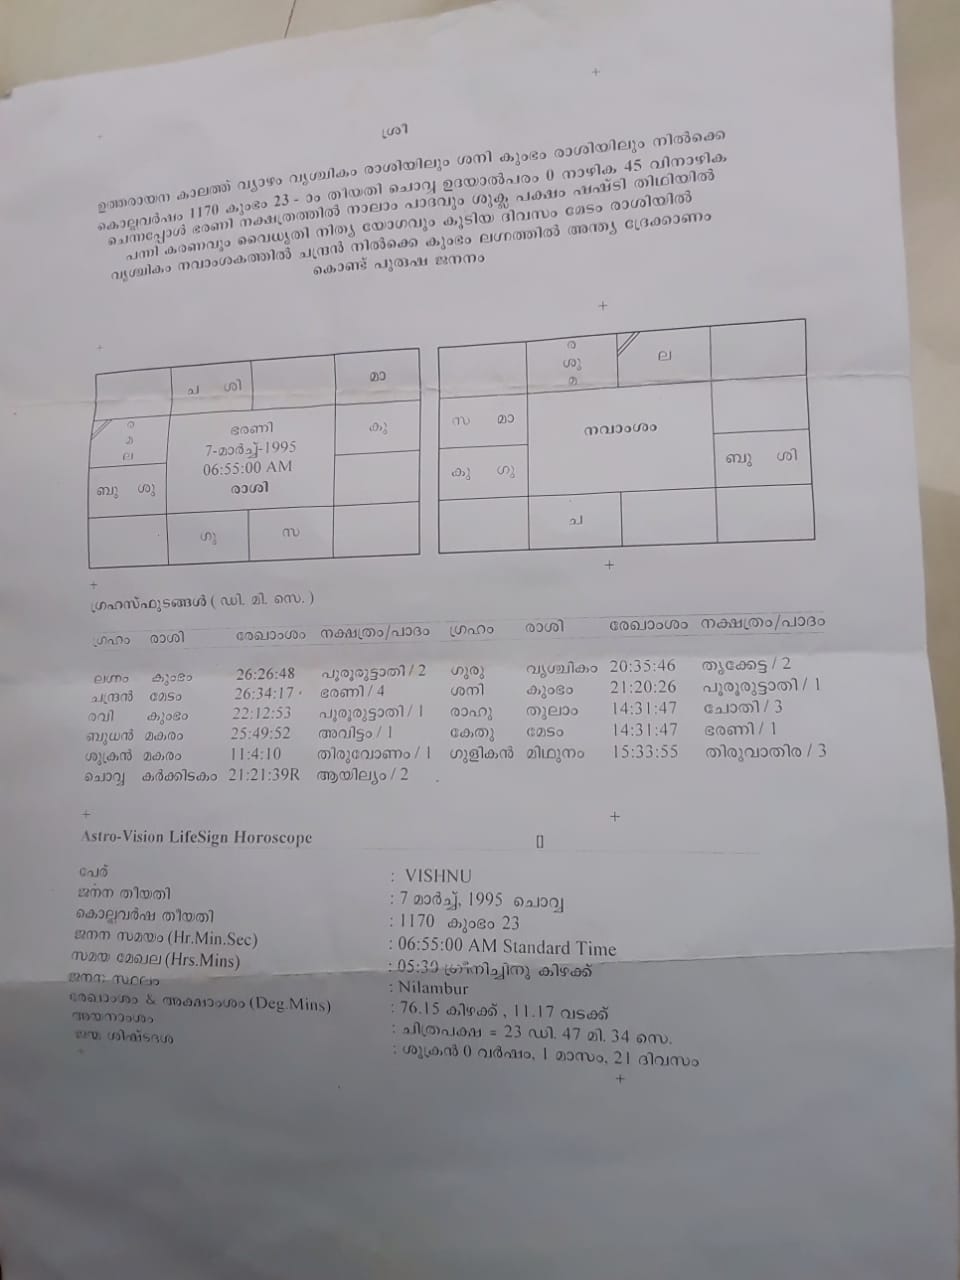 ശ്രീ
ഉത്തരായന കാലത്ത് വ്യാഴം വൃശ്ചികം രാശിയിലും ശനി കുംഭം രാശിയിലും നിൽക്കെ
കൊല്ലവർഷം 1170 കുംഭം 23 - ാം തിയതി ചൊവ്വ ഉദയാൽപരം 0 നാഴിക 45 വിനാഴിക
ചെന്നപ്പോൾ ഭരണി നക്ഷത്രത്തിൽ നാലാം പാദവും ശുക്ല പക്ഷം ഷഷ്ടി തിഥിയിൽ
പന്നി കരണവും വൈധൃതി നിത്യ യോഗവും കൂടിയ ദിവസം മേടം രാശിയിൽ
വൃശ്ചികം നവാംശകത്തിൽ ചന്ദ്രൻ നിൽക്കെ കുംഭം ലഗ്നത്തിൽ അന്ത്യ ദ്രേക്കാണം
കൊണ്ട് പുരുഷ ജനനം
ച ശി മാ
ര
മ
ല
ഭരണി
7-മാർച്ച്-1995
06:55:00 AM
രാശി
കു
ബു ശു
ഗു സ
ര
ശു
മ
ല
സ മാ
നവാംശം
കു ഗു
ബു ശി
ച
ഗ്രഹസ്ഫുടങ്ങൾ ( ഡി. മി. സെ. )
ഗ്രഹം രാശി രേഖാംശം നക്ഷത്രം/പാദം ഗ്രഹം രാശി രേഖാംശം നക്ഷത്രം/പാദം
ലഗ്നം കുംഭം 26:26:48 പൂരൂരുട്ടാതി / 2 ഗുരു വൃശ്ചികം 20:35:46 തൃക്കേട്ട / 2
ചന്ദ്രൻ മേടം 26:34:17 ഭരണി / 4 ശനി കുംഭം 21:20:26 പൂരൂരുട്ടാതി / 1
രവി കുംഭം 22:12:53 പൂരൂരുട്ടാതി / 1 രാഹു തുലാം 14:31:47 ചോതി / 3
ബുധൻ മകരം 25:49:52 അവിട്ടം / 1 കേതു മേടം 14:31:47 ഭരണി / 1
ശുക്രൻ മകരം 11:4:10 തിരുവോണം / 1 ഗുളികൻ മിഥുനം 15:33:55 തിരുവാതിര / 3
ചൊവ്വ കർക്കിടകം 21:21:39R ആയില്യം / 2
Astro-Vision LifeSign Horoscope
പേര് : VISHNU
ജനന തിയതി : 7 മാർച്ച്, 1995 ചൊവ്വ
കൊല്ലവർഷ തീയതി : 1170 കുംഭം 23
ജനന സമയം (Hr.Min.Sec) : 06:55:00 AM Standard Time
സമയ മേഖല (Hrs.Mins) : 05:30 ഗ്രീനിച്ചിനു കിഴക്ക്
ജനന സ്ഥലം : Nilambur
രേഖാംശം & അക്ഷാംശം (Deg.Mins) : 76.15 കിഴക്ക് , 11.17 വടക്ക്
അയനാംശം : ചിത്രപക്ഷ = 23 ഡി. 47 മി. 34 സെ.
ജന്മ ശിഷ്ടദശ : ശുക്രൻ 0 വർഷം, 1 മാസം, 21 ദിവസം